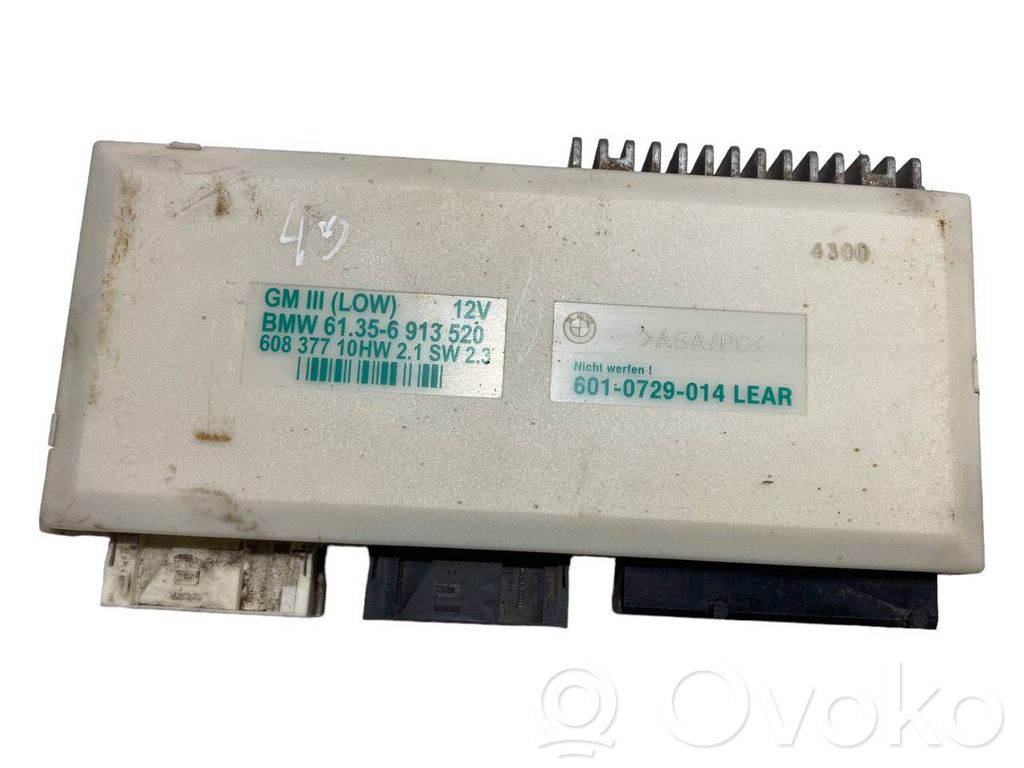 4300
GM III (LOW) 12V
BMW 61.35-6 913 520
608 377 10HW 2.1 SW 2.3
>ASA/PC<
Nicht werfen !
601-0729-014 LEAR
Ovoko